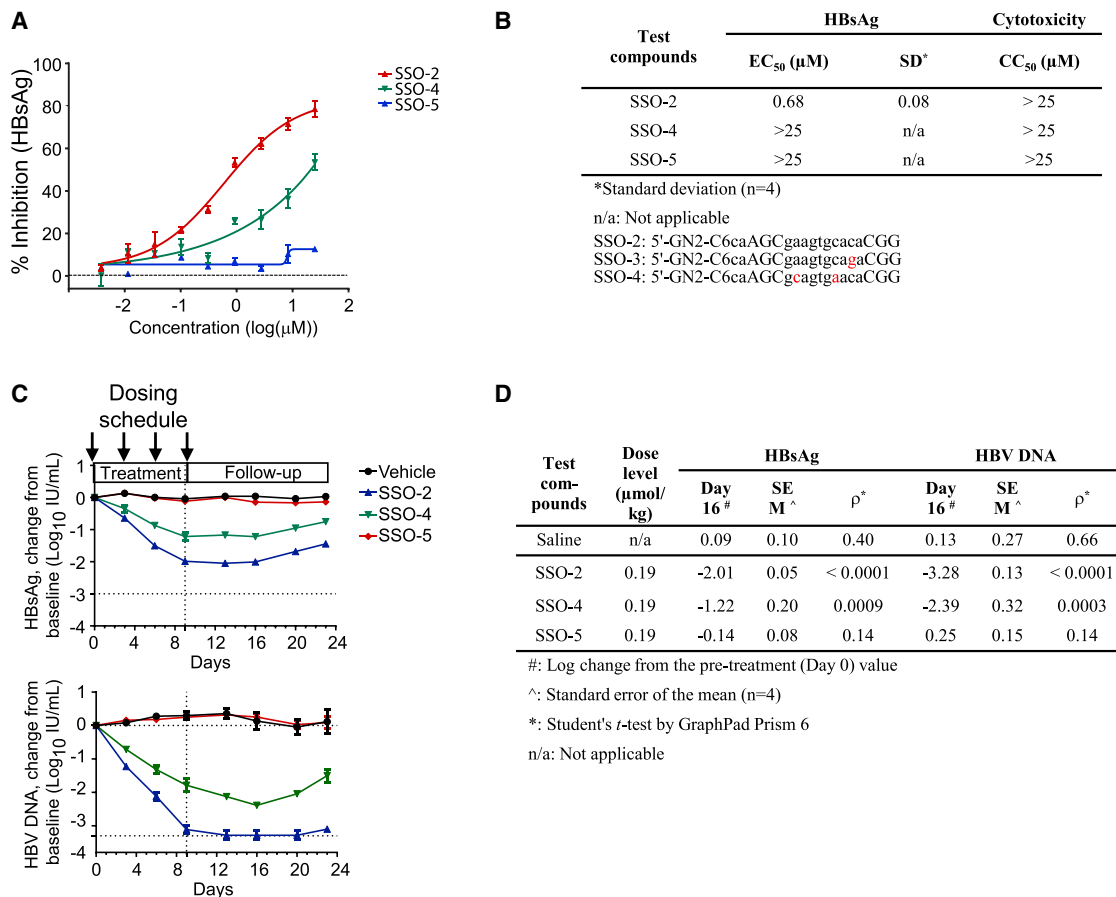 A
% Inhibition (HBsAg)
100
80
60
40
20
0
-2
-1
0
1
2
Concentration (log(µM))
SSO-2
SSO-4
SSO-5
B
Test compounds
HBsAg
Cytotoxicity
EC50 (µM)
SD*
CC50 (µM)
SSO-2 0.68 0.08 > 25
SSO-4 >25 n/a > 25
SSO-5 >25 n/a >25
*Standard deviation (n=4)
n/a: Not applicable
SSO-2: 5'-GN2-C6caAGCgaagtgcacaCGG
SSO-3: 5'-GN2-C6caAGCgaagtgcagaCGG
SSO-4: 5'-GN2-C6caAGCgcagtgaacaCGG
C
Dosing
schedule
Treatment
Follow-up
HBsAg, change from
baseline (Log10 IU/mL)
1
0
-1
-2
-3
-4
0 4 8 12 16 20 24
Days
Vehicle
SSO-2
SSO-4
SSO-5
HBV DNA, change from
baseline (Log10 IU/mL)
1
0
-1
-2
-3
-4
0 4 8 12 16 20 24
Days
D
Test
com-
pounds
Dose
level
(µmol/
kg)
HBsAg
HBV DNA
Day
16 #
SE
M ^
ρ*
Day
16 #
SE
M ^
ρ*
Saline n/a 0.09 0.10 0.40 0.13 0.27 0.66
SSO-2 0.19 -2.01 0.05 < 0.0001 -3.28 0.13 < 0.0001
SSO-4 0.19 -1.22 0.20 0.0009 -2.39 0.32 0.0003
SSO-5 0.19 -0.14 0.08 0.14 0.25 0.15 0.14
#: Log change from the pre-treatment (Day 0) value
^: Standard error of the mean (n=4)
*: Student's t-test by GraphPad Prism 6
n/a: Not applicable